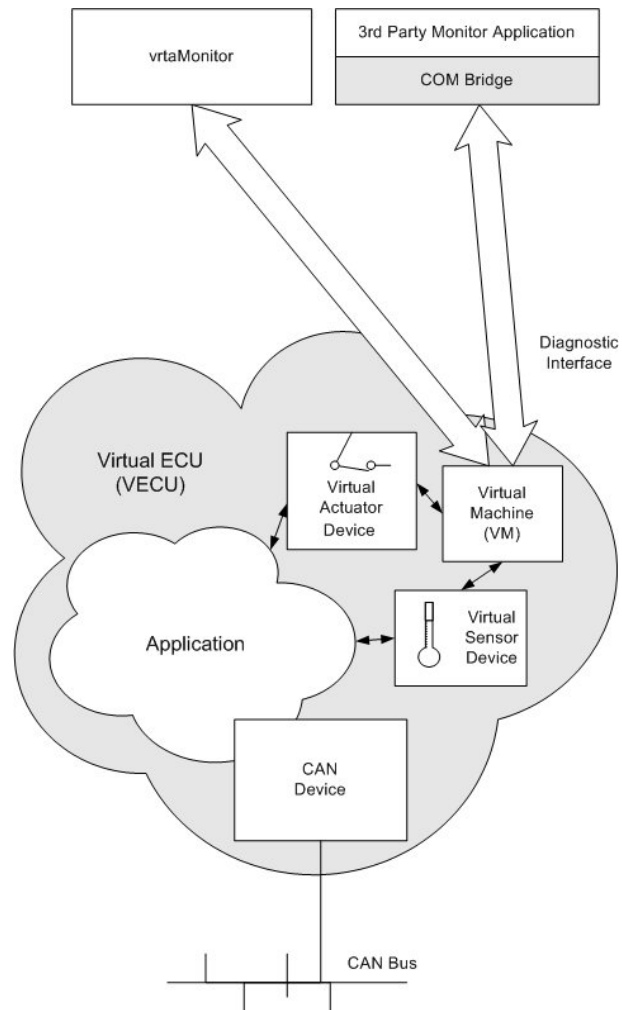 vrtaMonitor
3rd Party Monitor Application
COM Bridge
Diagnostic
Interface
Virtual ECU
(VECU)
Virtual
Actuator
Device
Virtual
Machine
(VM)
Virtual
Sensor
Device
Application
CAN
Device
CAN Bus